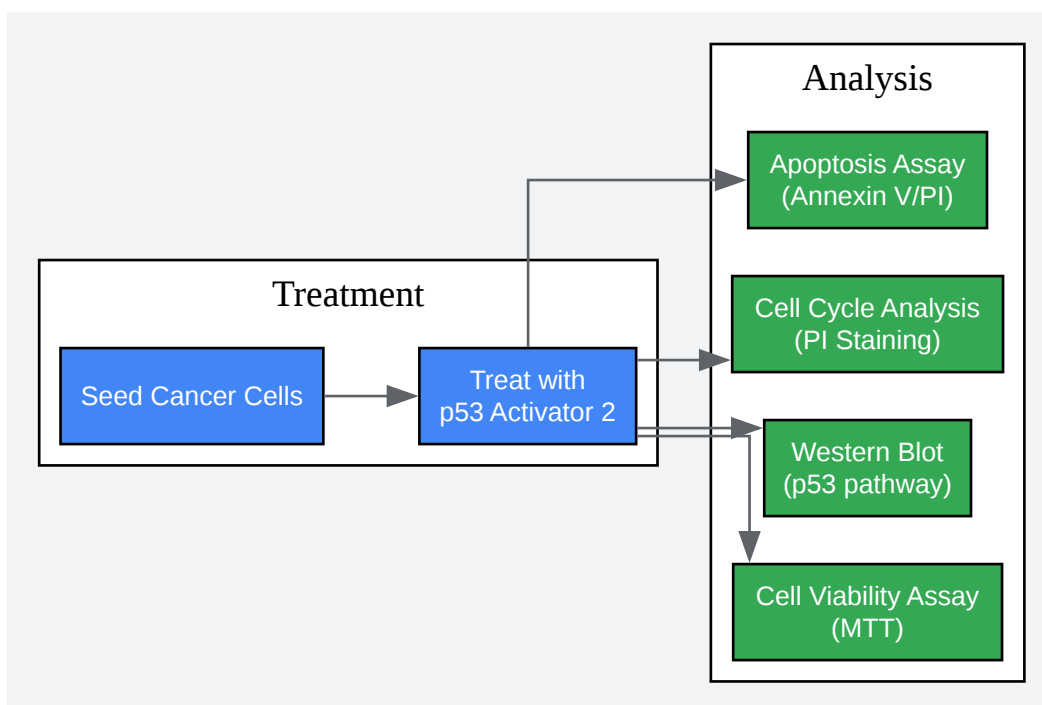 Treatment
Seed Cancer Cells
Treat with
p53 Activator 2
Analysis
Apoptosis Assay
(Annexin V/PI)
Cell Cycle Analysis
(PI Staining)
Western Blot
(p53 pathway)
Cell Viability Assay
(MTT)